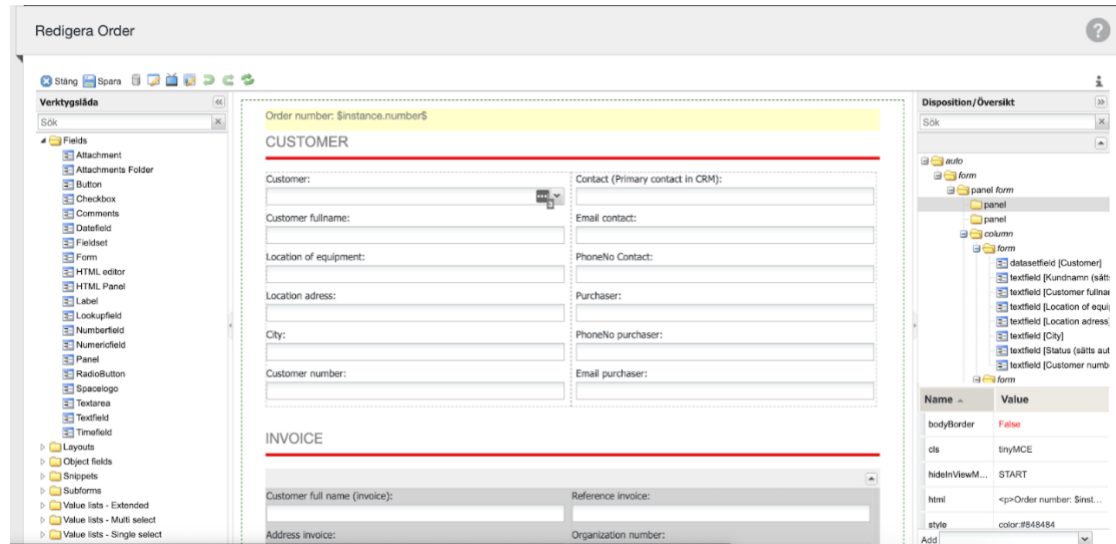 Redigera Order
?
Stäng Spara
i
Verktygslåda
Sök
Fields
Attachment
Attachments Folder
Button
Checkbox
Comments
Datefield
Fieldset
Form
HTML editor
HTML Panel
Label
Lookupfield
Numberfield
Numericfield
Panel
RadioButton
Spacelogo
Textarea
Textfield
Timefield
Layouts
Object fields
Snippets
Subforms
Value lists - Extended
Value lists - Multi select
Value lists - Single select
Order number: $instance.number$
CUSTOMER
Customer:
Contact (Primary contact in CRM):
Customer fullname:
Email contact:
Location of equipment:
PhoneNo Contact:
Location adress:
Purchaser:
City:
PhoneNo purchaser:
Customer number:
Email purchaser:
INVOICE
Customer full name (invoice):
Reference invoice:
Address invoice:
Organization number:
Disposition/Översikt
Sök
auto
form
panel form
panel
panel
column
form
datasetfield [Customer]
textfield [Kundnamn (sätt
textfield [Customer fullna
textfield [Location of equi
textfield [Location adress]
textfield [City]
textfield [Status (sätts aut
textfield [Customer numb
form
Name Value
bodyBorder False
cls tinyMCE
hideInViewM... START
html <p>Order number: $inst...
style color:#848484
Add